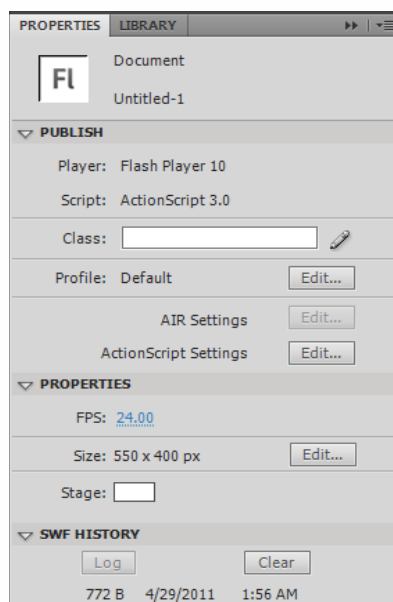 PROPERTIES LIBRARY
Fl Document
Untitled-1
PUBLISH
Player: Flash Player 10
Script: ActionScript 3.0
Class:
Profile: Default Edit...
AIR Settings Edit...
ActionScript Settings Edit...
PROPERTIES
FPS: 24.00
Size: 550 x 400 px Edit...
Stage:
SWF HISTORY
Log Clear
772 B 4/29/2011 1:56 AM